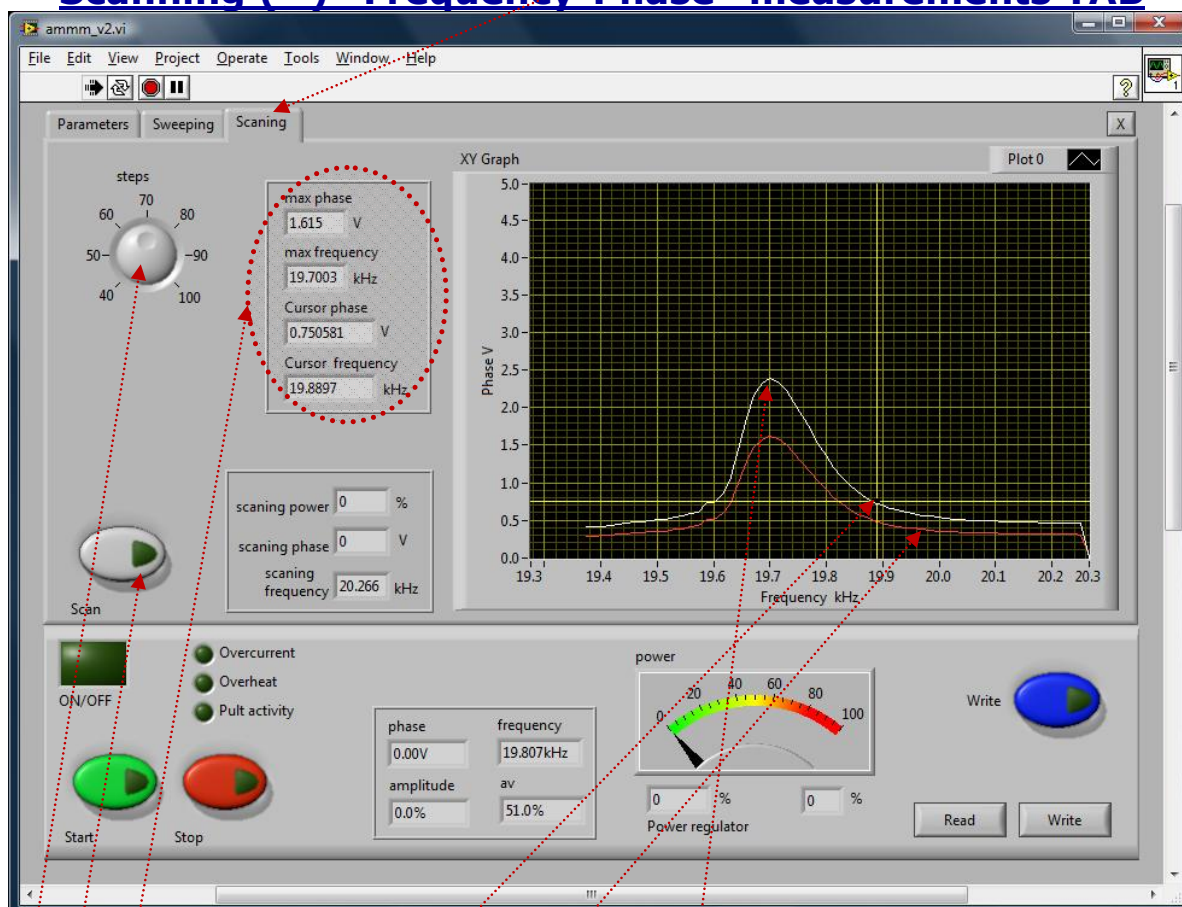 Scanning (...) "Frequency-Phase" measurements TAB
ammm_v2.vi
File Edit View Project Operate Tools Window Help
1
Parameters Sweeping Scaning X
steps
40 50 60 70 80 90 100
max phase
1.615 V
max frequency
19.7003 kHz
Cursor phase
0.750581 V
Cursor frequency
19.8897 kHz
scaning power 0 %
scaning phase 0 V
scaning
frequency 20.266 kHz
Scan
XY Graph Plot 0
Phase V
5.0
4.5
4.0
3.5
3.0
2.5
2.0
1.5
1.0
0.5
0.0
19.3 19.4 19.5 19.6 19.7 19.8 19.9 20.0 20.1 20.2 20.3
Frequency kHz
ON/OFF
Overcurrent
Overheat
Pult activity
Start Stop
phase frequency
0.00V 19.807kHz
amplitude av
0.0% 51.0%
power
0 20 40 60 80 100
0 % 0 %
Power regulator
Write
Read Write